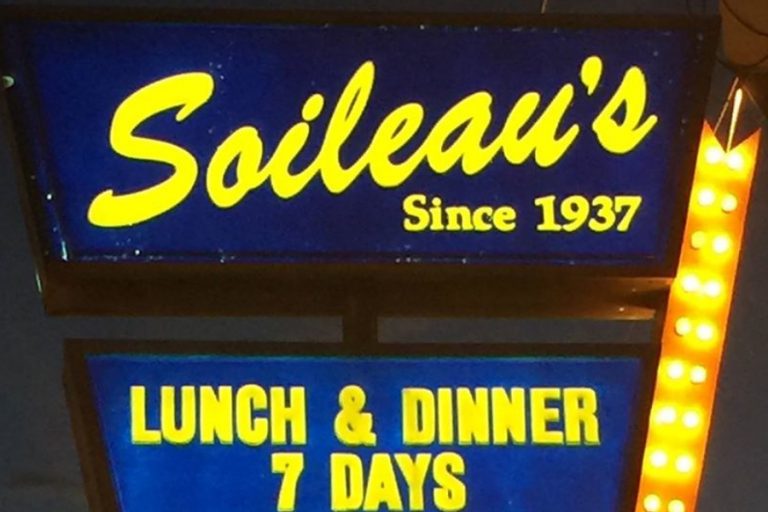 Soileau's
Since 1937
LUNCH & DINNER
7 DAYS